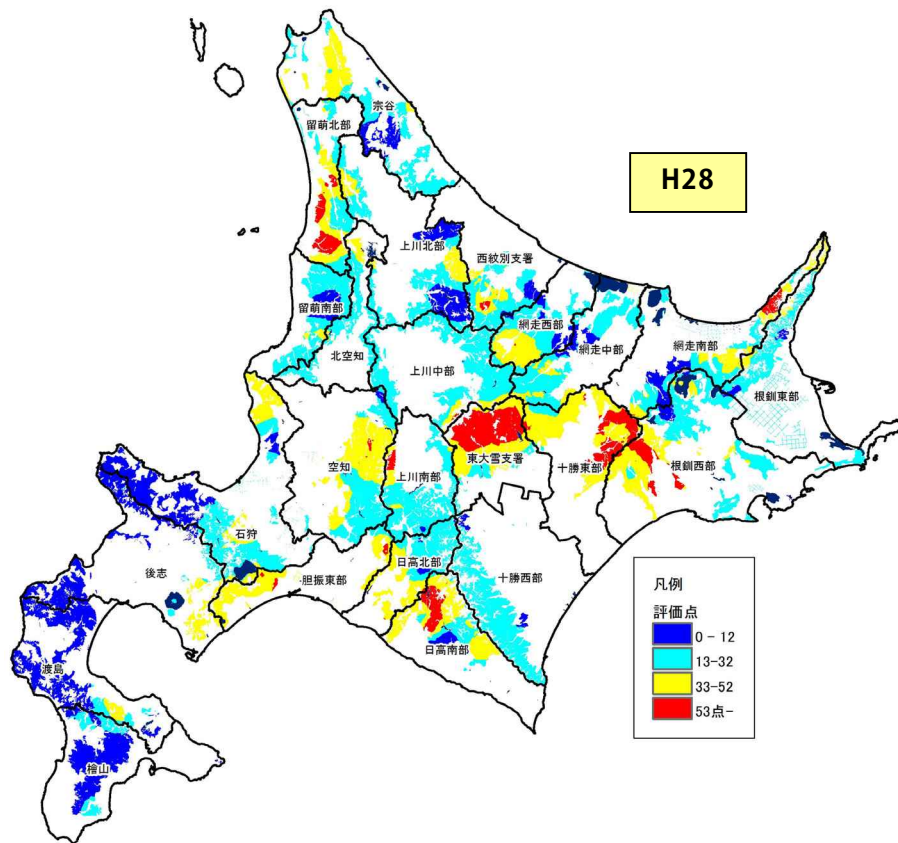 宗谷
留萌北部
H28
上川北部
西紋別支署
留萌南部
網走西部
網走中部
網走南部
北空知
上川中部
根釧東部
空知
上川南部
東大雪支署
十勝東部
根釧西部
石狩
後志
胆振東部
日高北部
十勝西部
日高南部
渡島
檜山
凡例
評価点
0 - 12
13-32
33-52
53点-